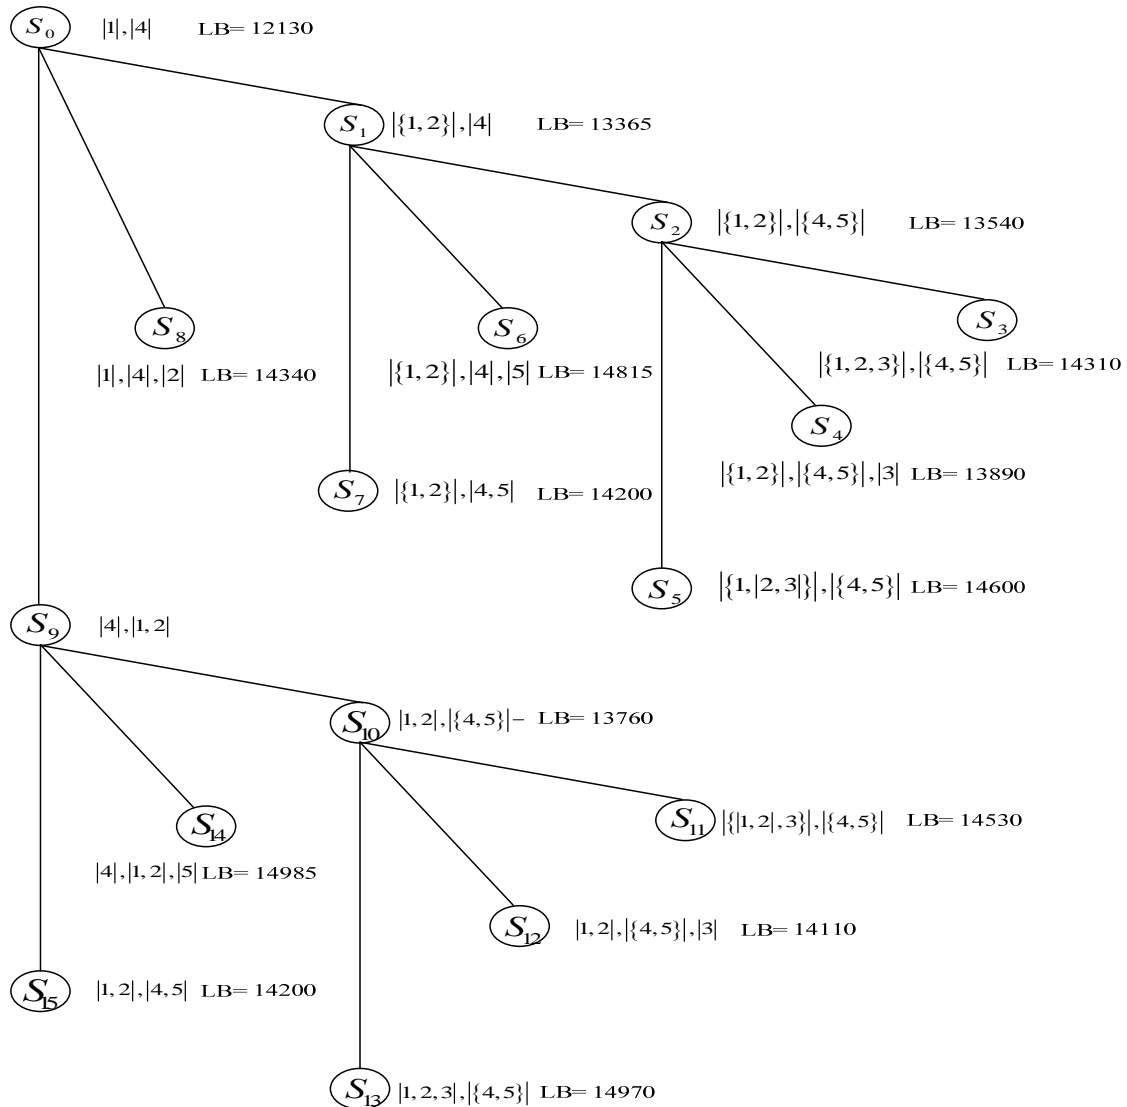 S0 |1|,|4| LB= 12130
S1 |{1, 2}|,|4| LB= 13365
S2 |{1, 2}|,|{4, 5}| LB= 13540
S8 S6 S3
|{1, 2, 3}|,|{4, 5}| LB= 14310
|1|,|4|,|2| LB= 14340 |{1, 2}|,|4|,|5| LB= 14815
S4
|{1, 2}|,|{4, 5}|,|3| LB= 13890
S7 |{1, 2}|,|4, 5| LB= 14200
S5 |{1,|2, 3|}|,|{4, 5}| LB= 14600
S9 |4|,|1, 2|
S10 |1, 2|,|{4, 5}|− LB= 13760
S14 S11 |{|1, 2|, 3}|,|{4, 5}| LB= 14530
|4|,|1, 2|,|5| LB= 14985
S12 |1, 2|,|{4, 5}|,|3| LB= 14110
S15 |1, 2|,|4, 5| LB= 14200
S13 |1, 2, 3|,|{4, 5}| LB= 14970